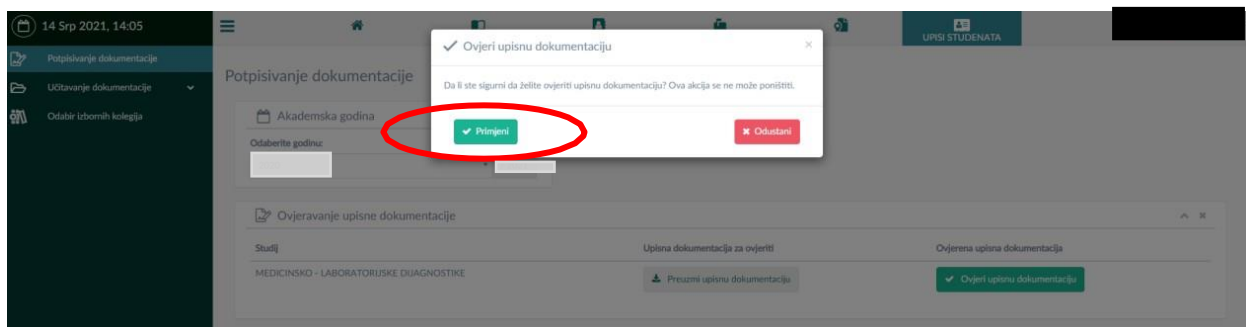 14 Srp 2021, 14:05
UPISI STUDENATA
Potpisivanje dokumentacije
Učitavanje dokumentacije
Odabir izbornih kolegija
Potpisivanje dokumentacije
Ovjeri upisnu dokumentaciju
Da li ste sigurni da želite ovjeriti upisnu dokumentaciju? Ova akcija se ne može poništiti.
Primjeni
Odustani
Akademska godina
Odaberite godinu:
Ovjeravanje upisne dokumentacije
Studij Upisna dokumentacija za ovjeriti Ovjerena upisna dokumentacija
MEDICINSKO - LABORATORIJSKE DIJAGNOSTIKE Preuzmi upisnu dokumentaciju Ovjeri upisnu dokumentaciju